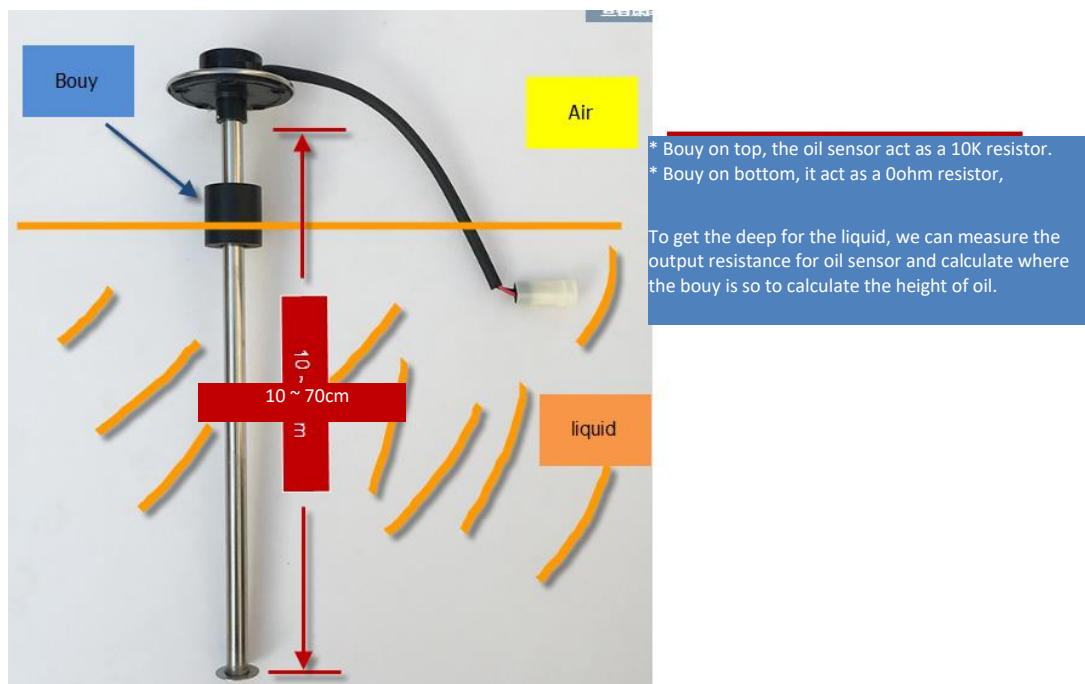 Bouy
Air
* Bouy on top, the oil sensor act as a 10K resistor.
* Bouy on bottom, it act as a 0ohm resistor,
To get the deep for the liquid, we can measure the
output resistance for oil sensor and calculate where
the bouy is so to calculate the height of oil.
10 ~ 70cm
liquid